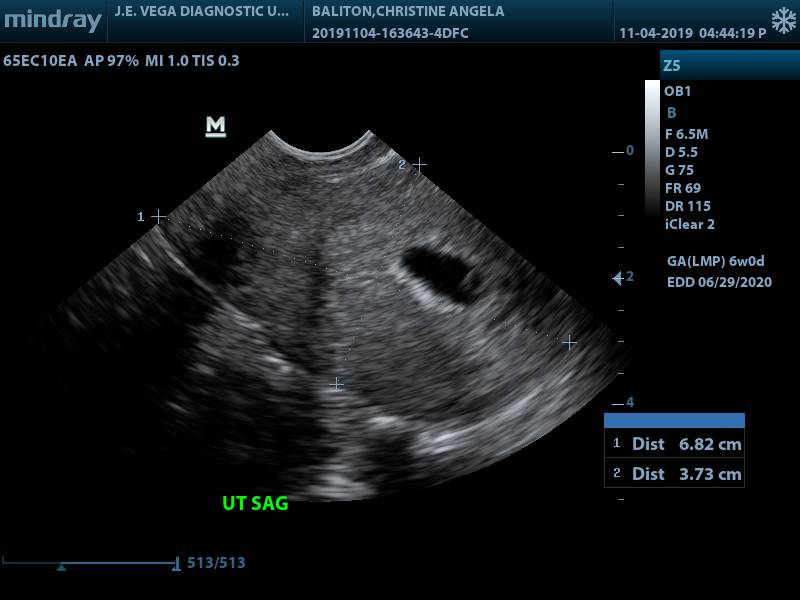 mindray
J.E. VEGA DIAGNOSTIC U...
BALITON,CHRISTINE ANGELA
20191104-163643-4DFC
11-04-2019 04:44:19 P
65EC10EA AP 97% MI 1.0 TIS 0.3
Z5
M
OB1
B
F 6.5M
D 5.5
G 75
FR 69
DR 115
iClear 2
GA(LMP) 6w0d
EDD 06/29/2020
0
2
4
1
2
1 Dist 6.82 cm
2 Dist 3.73 cm
UT SAG
513/513